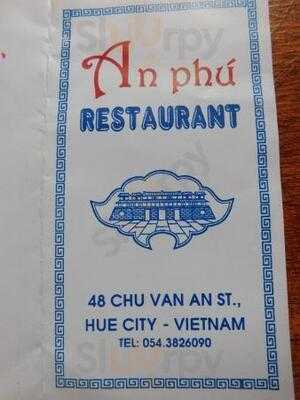 An phú
RESTAURANT
48 CHU VAN AN ST.,
HUE CITY - VIETNAM
TEL: 054.3826090